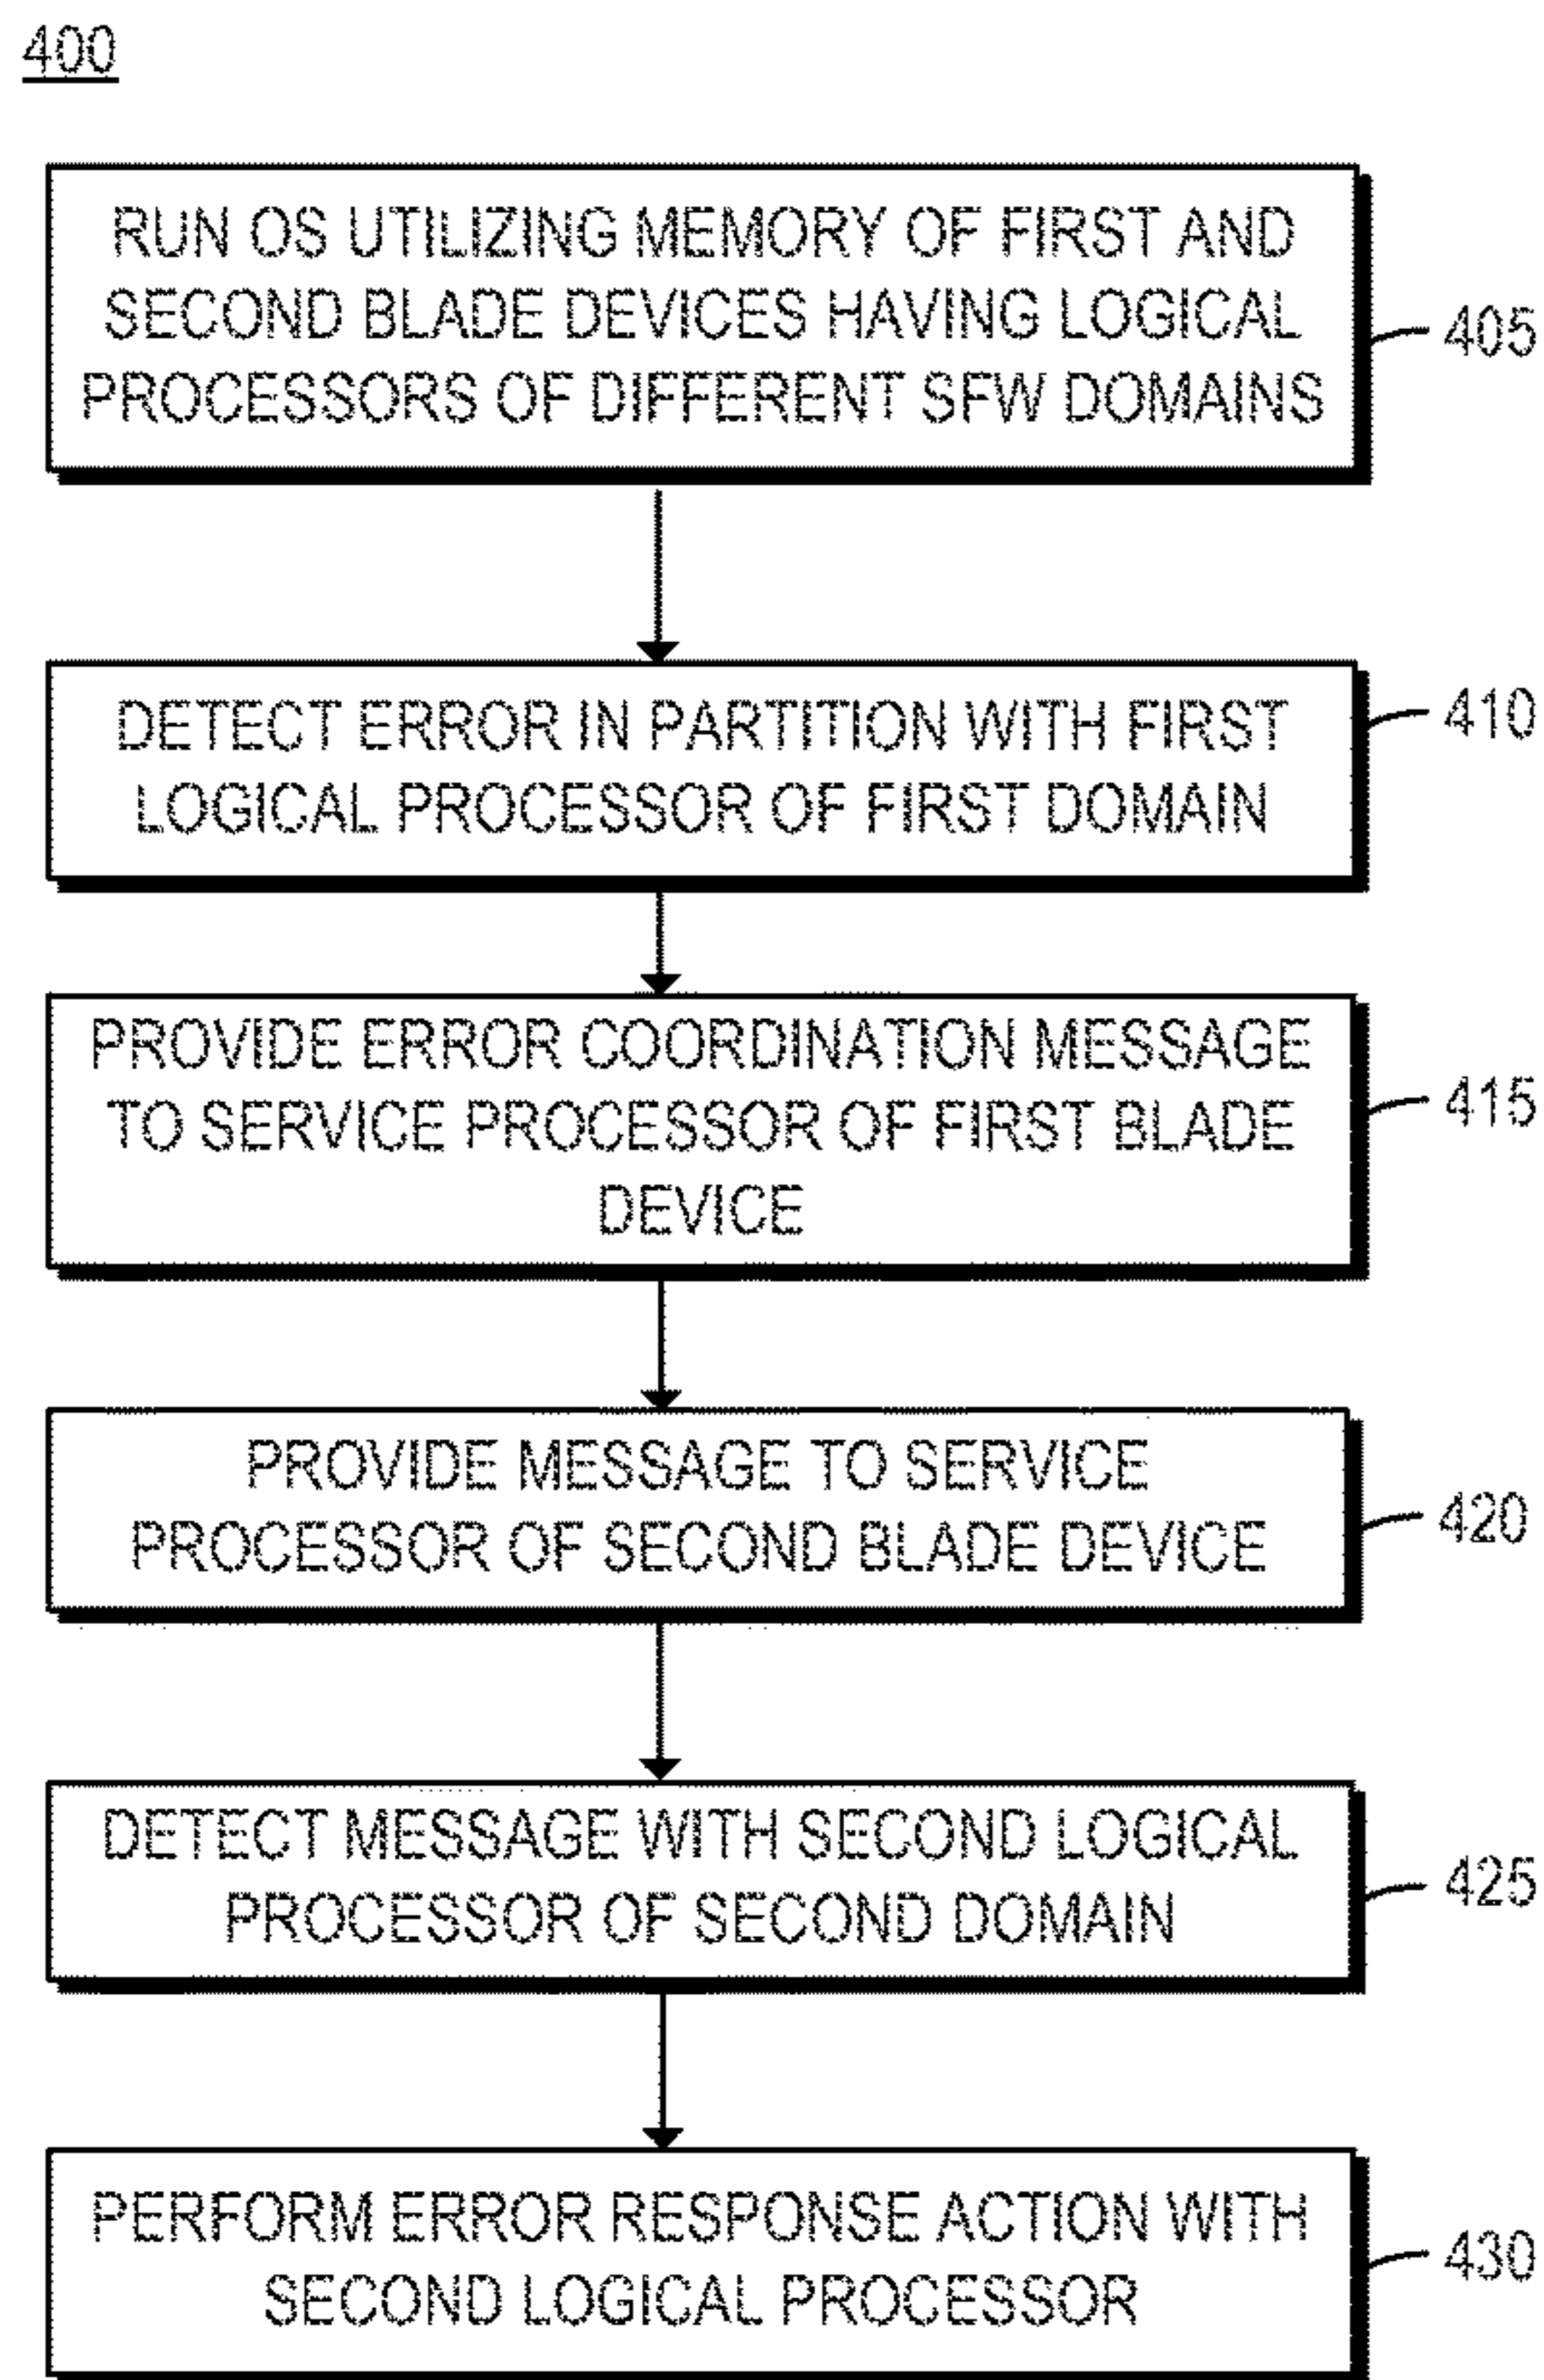 400
RUN OS UTILIZING MEMORY OF FIRST AND
SECOND BLADE DEVICES HAVING LOGICAL
PROCESSORS OF DIFFERENT SFW DOMAINS
405
DETECT ERROR IN PARTITION WITH FIRST
LOGICAL PROCESSOR OF FIRST DOMAIN
410
PROVIDE ERROR COORDINATION MESSAGE
TO SERVICE PROCESSOR OF FIRST BLADE
DEVICE
415
PROVIDE MESSAGE TO SERVICE
PROCESSOR OF SECOND BLADE DEVICE
420
DETECT MESSAGE WITH SECOND LOGICAL
PROCESSOR OF SECOND DOMAIN
425
PERFORM ERROR RESPONSE ACTION WITH
SECOND LOGICAL PROCESSOR
430